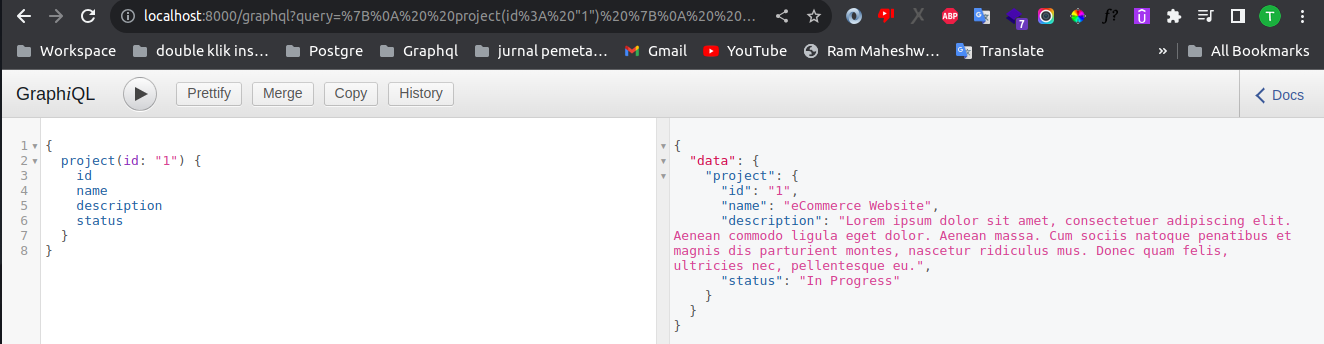 localhost:8000/graphql?query=%7B%0A%20%20project(id%3A%20"1")%20%7B%0A%20%20...
ABP
7
f?
T
Workspace double klik ins... Postgre Graphql jurnal pemeta... Gmail YouTube Ram Maheshw... Translate » All Bookmarks
GraphiQL Prettify Merge Copy History Docs
1 {
2 project(id: "1") {
3 id
4 name
5 description
6 status
7 }
8 }
{
"data": {
"project": {
"id": "1",
"name": "eCommerce Website",
"description": "Lorem ipsum dolor sit amet, consectetuer adipiscing elit.
Aenean commodo ligula eget dolor. Aenean massa. Cum sociis natoque penatibus et
magnis dis parturient montes, nascetur ridiculus mus. Donec quam felis,
ultricies nec, pellentesque eu.",
"status": "In Progress"
}
}
}